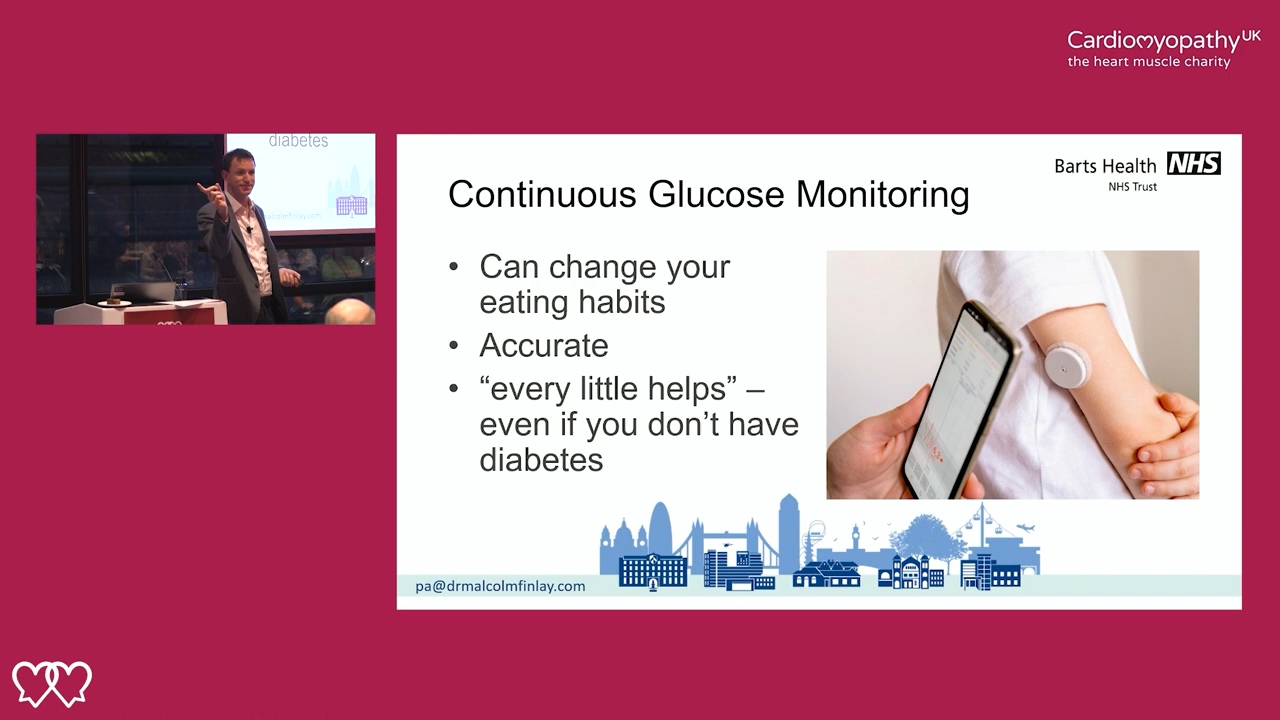 Cardiomyopathy UK
the heart muscle charity
diabetes
Barts Health NHS
NHS Trust
Continuous Glucose Monitoring
• Can change your
eating habits
• Accurate
• “every little helps” –
even if you don’t have
diabetes
pa@drmalcolmfinlay.com